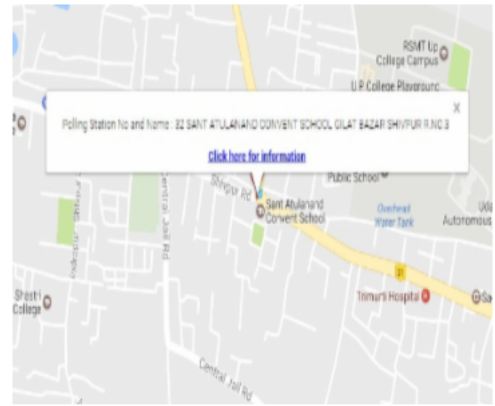 RSMT Up
College Campus
U P College Playground
X
Polling Station No and Name : 32 SANT ATULANAND CONVENT SCHOOL GILAT BAZAR SHIVPUR R.NO.3
Click here for information
Public School
Shivpur Rd
Central Jail Rd
Sant Atulanand
Convent School
Overhead
Water Tank
Autonomous
31
Trimurti Hospital
Shastri
College
Central Jail Rd